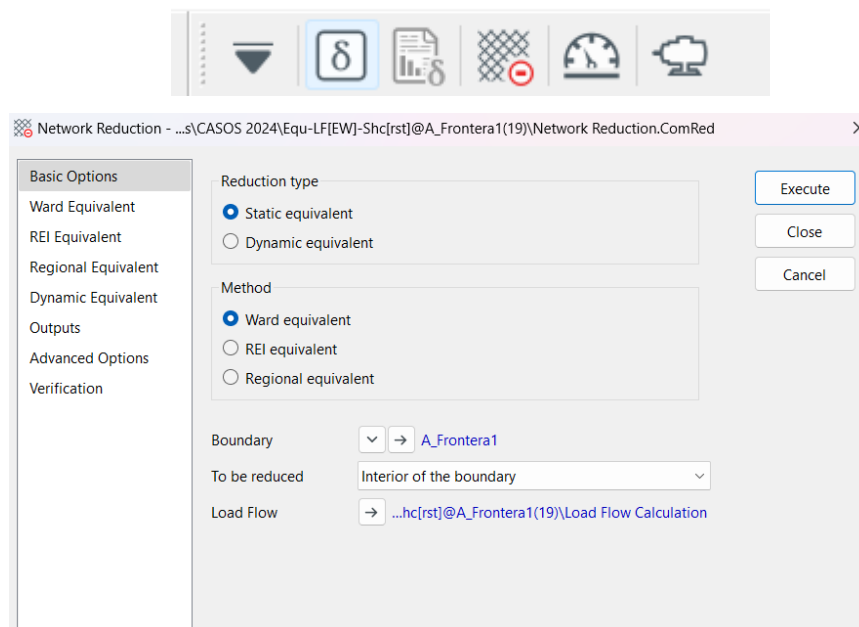 δ
δ
Network Reduction - ...s\CASOS 2024\Equ-LF[EW]-Shc[rst]@A_Frontera1(19)\Network Reduction.ComRed
Basic Options
Ward Equivalent
REI Equivalent
Regional Equivalent
Dynamic Equivalent
Outputs
Advanced Options
Verification
Reduction type
Static equivalent
Dynamic equivalent
Method
Ward equivalent
REI equivalent
Regional equivalent
Boundary A_Frontera1
To be reduced Interior of the boundary
Load Flow ...hc[rst]@A_Frontera1(19)\Load Flow Calculation
Execute
Close
Cancel